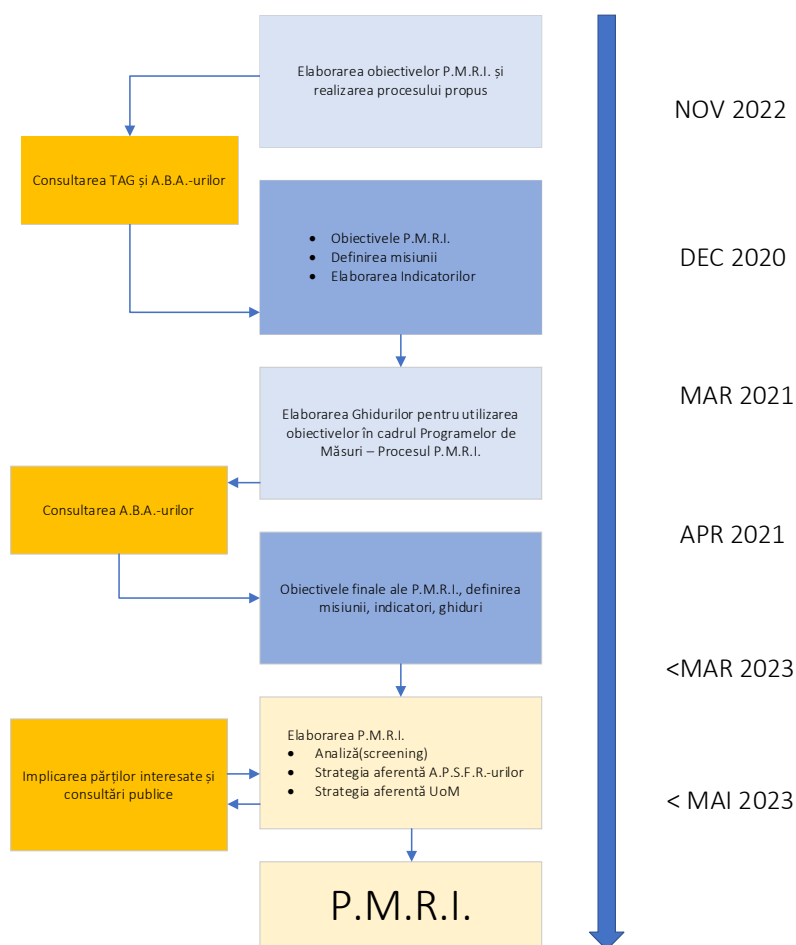 Elaborarea obiectivelor P.M.R.I. și
realizarea procesului propus
NOV 2022
Consultarea TAG și A.B.A.-urilor
• Obiectivele P.M.R.I.
• Definirea misiunii
• Elaborarea Indicatorilor
DEC 2020
Elaborarea Ghidurilor pentru utilizarea
obiectivelor în cadrul Programelor de
Măsuri – Procesul P.M.R.I.
MAR 2021
Consultarea A.B.A.-urilor
APR 2021
Obiectivele finale ale P.M.R.I., definirea
misiunii, indicatori, ghiduri
<MAR 2023
Elaborarea P.M.R.I.
• Analiză(screening)
• Strategia aferentă A.P.S.F.R.-urilor
• Strategia aferentă UoM
Implicarea părților interesate și
consultări publice
< MAI 2023
P.M.R.I.